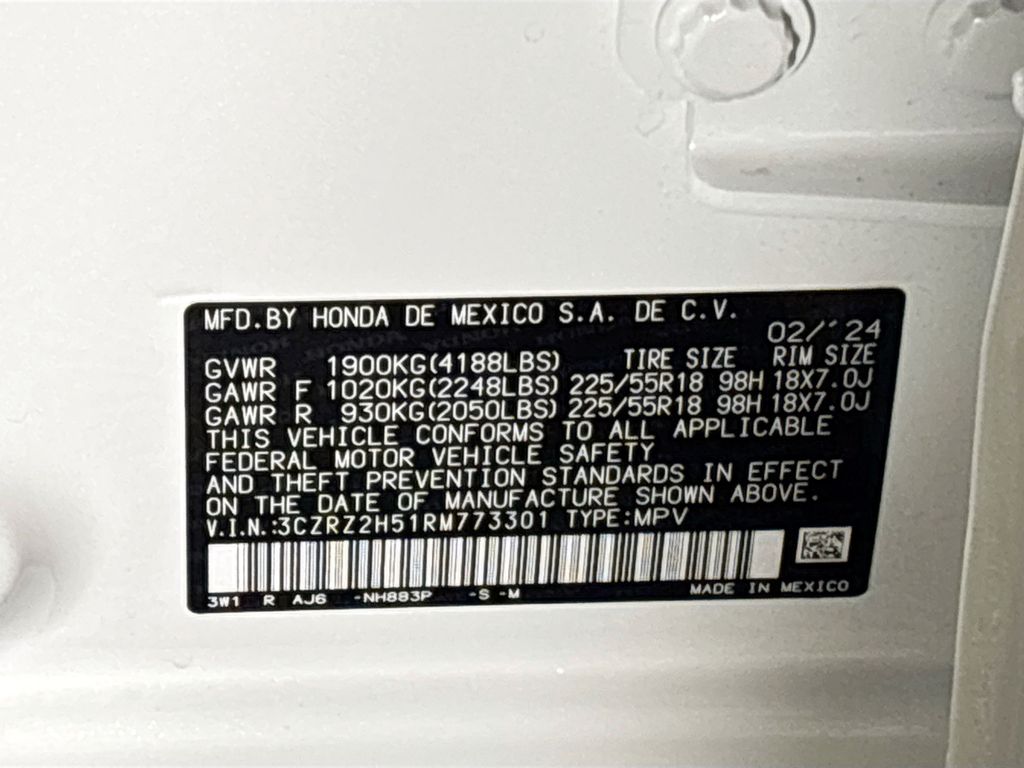 MFD.BY HONDA DE MEXICO S.A. DE C.V.
02/'24
GVWR 1900KG(4188LBS) TIRE SIZE RIM SIZE
GAWR F 1020KG(2248LBS) 225/55R18 98H 18X7.0J
GAWR R 930KG(2050LBS) 225/55R18 98H 18X7.0J
THIS VEHICLE CONFORMS TO ALL APPLICABLE
FEDERAL MOTOR VEHICLE SAFETY
AND THEFT PREVENTION STANDARDS IN EFFECT
ON THE DATE OF MANUFACTURE SHOWN ABOVE.
V.I.N.:3CZRZ2H51RM773301 TYPE:MPV
3W1 R AJ6 -NH883P -S -M MADE IN MEXICO